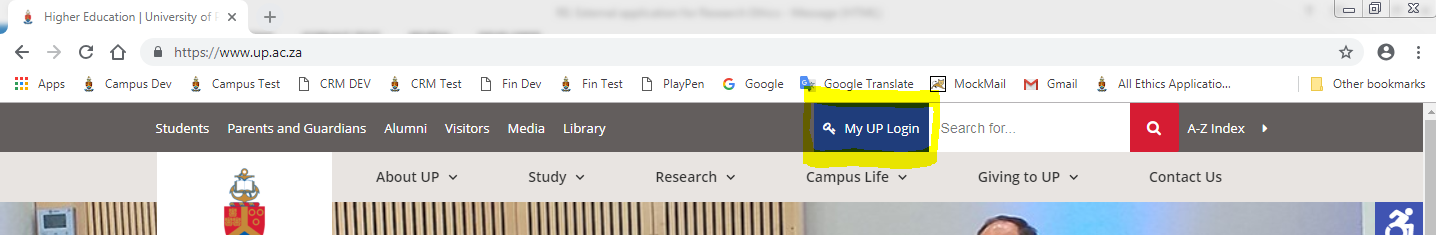 Higher Education | University of P
https://www.up.ac.za
Apps Campus Dev Campus Test CRM DEV CRM Test Fin Dev Fin Test PlayPen Google Google Translate MockMail Gmail All Ethics Applicatio... Other bookmarks
Students Parents and Guardians Alumni Visitors Media Library My UP Login Search for... A-Z Index
About UP Study Research Campus Life Giving to UP Contact Us